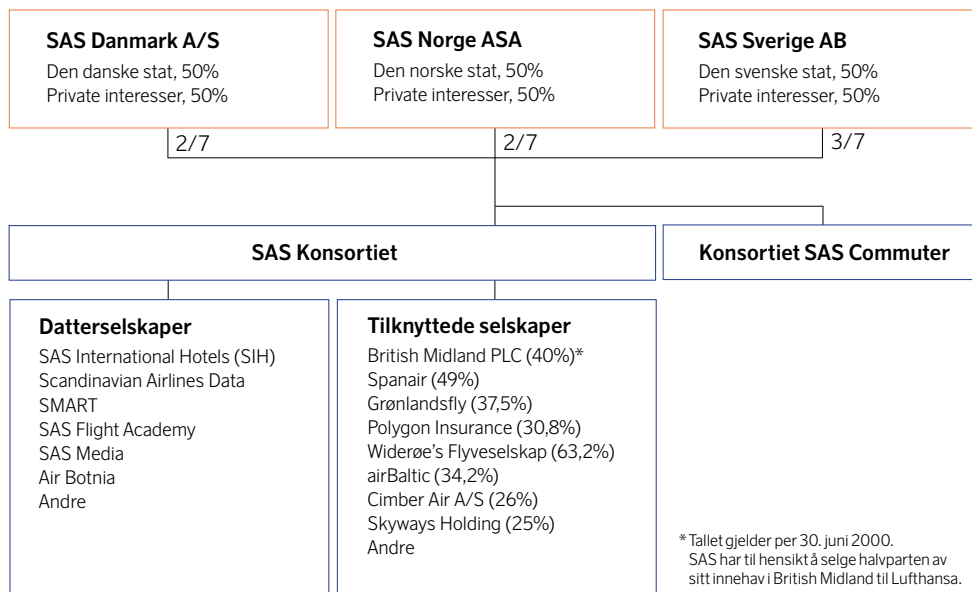 SAS Danmark A/S
Den danske stat, 50%
Private interesser, 50%
SAS Norge ASA
Den norske stat, 50%
Private interesser, 50%
SAS Sverige AB
Den svenske stat, 50%
Private interesser, 50%
2/7
2/7
3/7
SAS Konsortiet
Konsortiet SAS Commuter
Datterselskaper
SAS International Hotels (SIH)
Scandinavian Airlines Data
SMART
SAS Flight Academy
SAS Media
Air Botnia
Andre
Tilknyttede selskaper
British Midland PLC (40%)*
Spanair (49%)
Grønlandsfly (37,5%)
Polygon Insurance (30,8%)
Widerøe's Flyveselskap (63,2%)
airBaltic (34,2%)
Cimber Air A/S (26%)
Skyways Holding (25%)
Andre
* Tallet gjelder per 30. juni 2000.
SAS har til hensikt å selge halvparten av
sitt innehav i British Midland til Lufthansa.